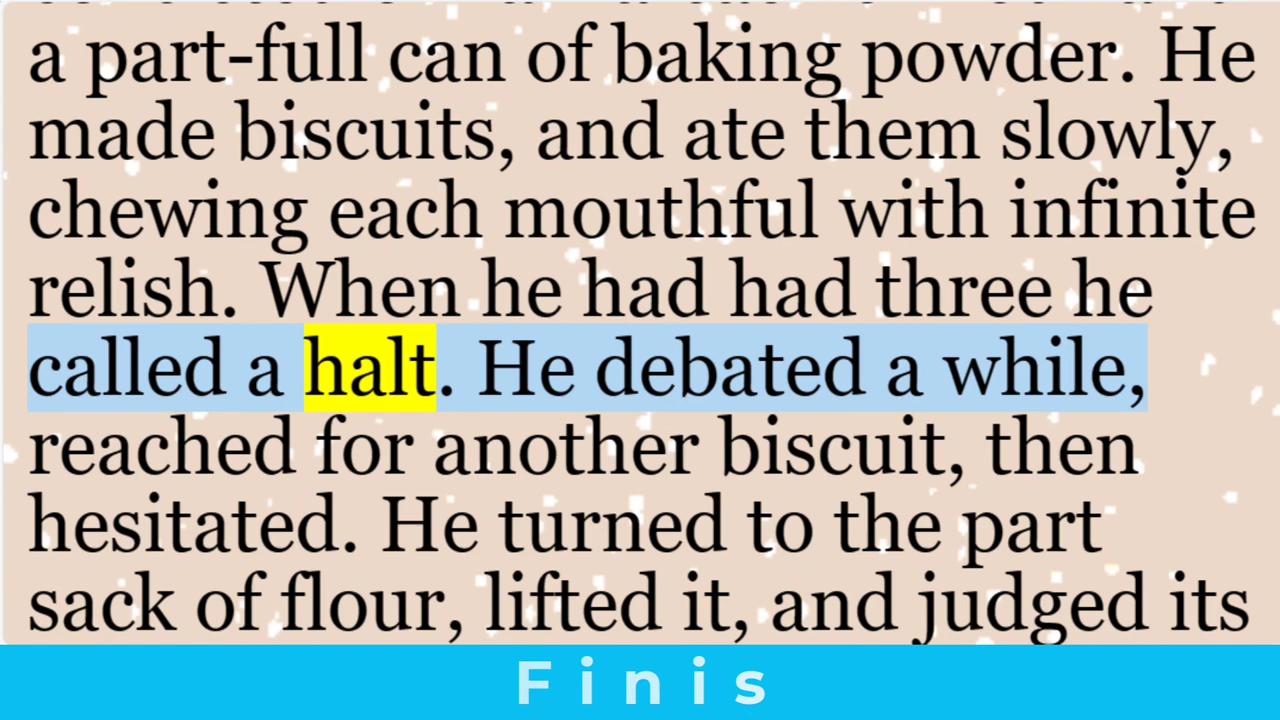 a part-full can of baking powder. He
made biscuits, and ate them slowly,
chewing each mouthful with infinite
relish. When he had had three he
called a halt. He debated a while,
reached for another biscuit, then
hesitated. He turned to the part
sack of flour, lifted it, and judged its
Finis